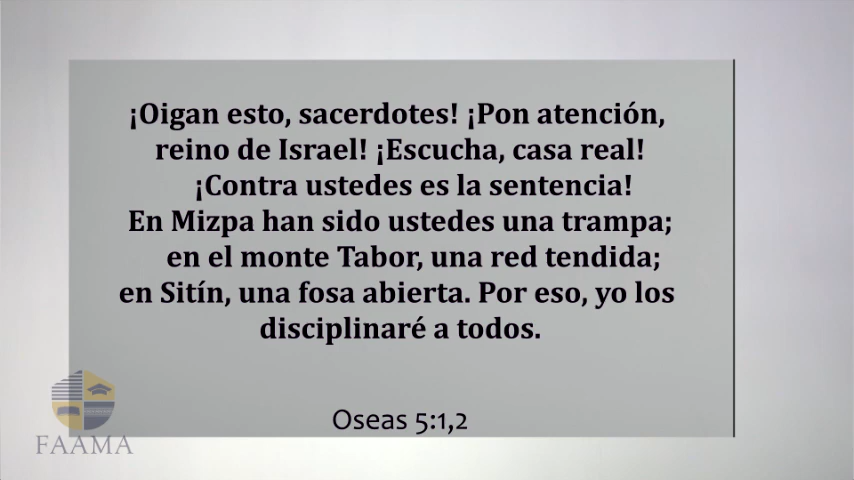 ¡Oigan esto, sacerdotes! ¡Pon atención,
reino de Israel! ¡Escucha, casa real!
¡Contra ustedes es la sentencia!
En Mizpa han sido ustedes una trampa;
en el monte Tabor, una red tendida;
en Sitín, una fosa abierta. Por eso, yo los
disciplinaré a todos.
Oseas 5:1,2
FAAMA